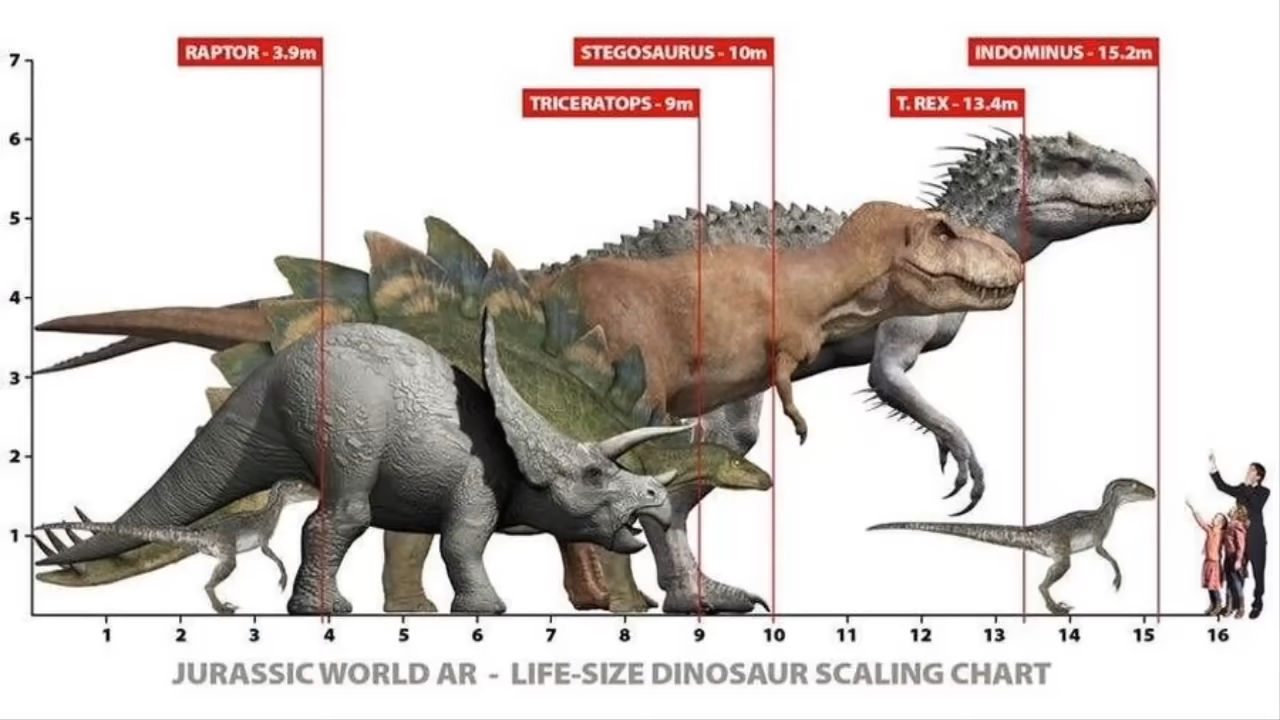 RAPTOR - 3.9m
STEGOSAURUS - 10m
INDOMINUS - 15.2m
TRICERATOPS - 9m
T. REX - 13.4m
7
6
5
4
3
2
1
1 2 3 4 5 6 7 8 9 10 11 12 13 14 15 16
JURASSIC WORLD AR - LIFE-SIZE DINOSAUR SCALING CHART